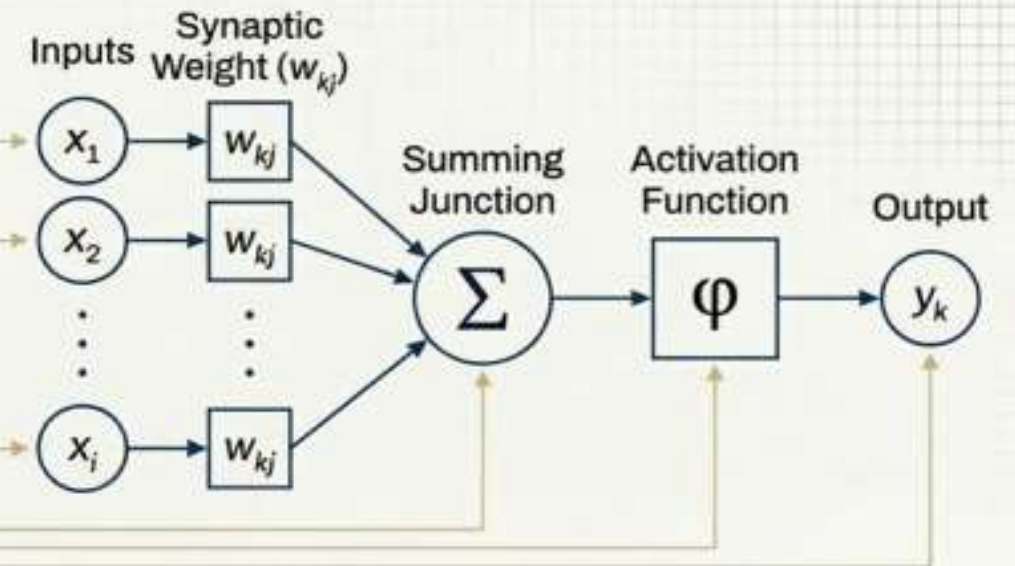 Inputs
Synaptic
Weight (w_kj)
x_1
w_kj
Summing
Junction
Activation
Function
Output
x_2
w_kj
Σ
φ
y_k
x_i
w_kj